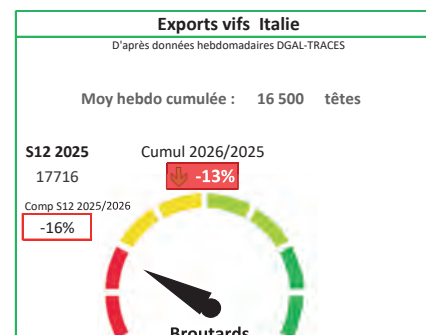 Exports vifs Italie
D'après données hebdomadaires DGAL-TRACES
Moy hebdo cumulée : 16 500 têtes
S12 2025 Cumul 2026/2025
17716 -13%
Comp S12 2025/2026
-16%
Broutards